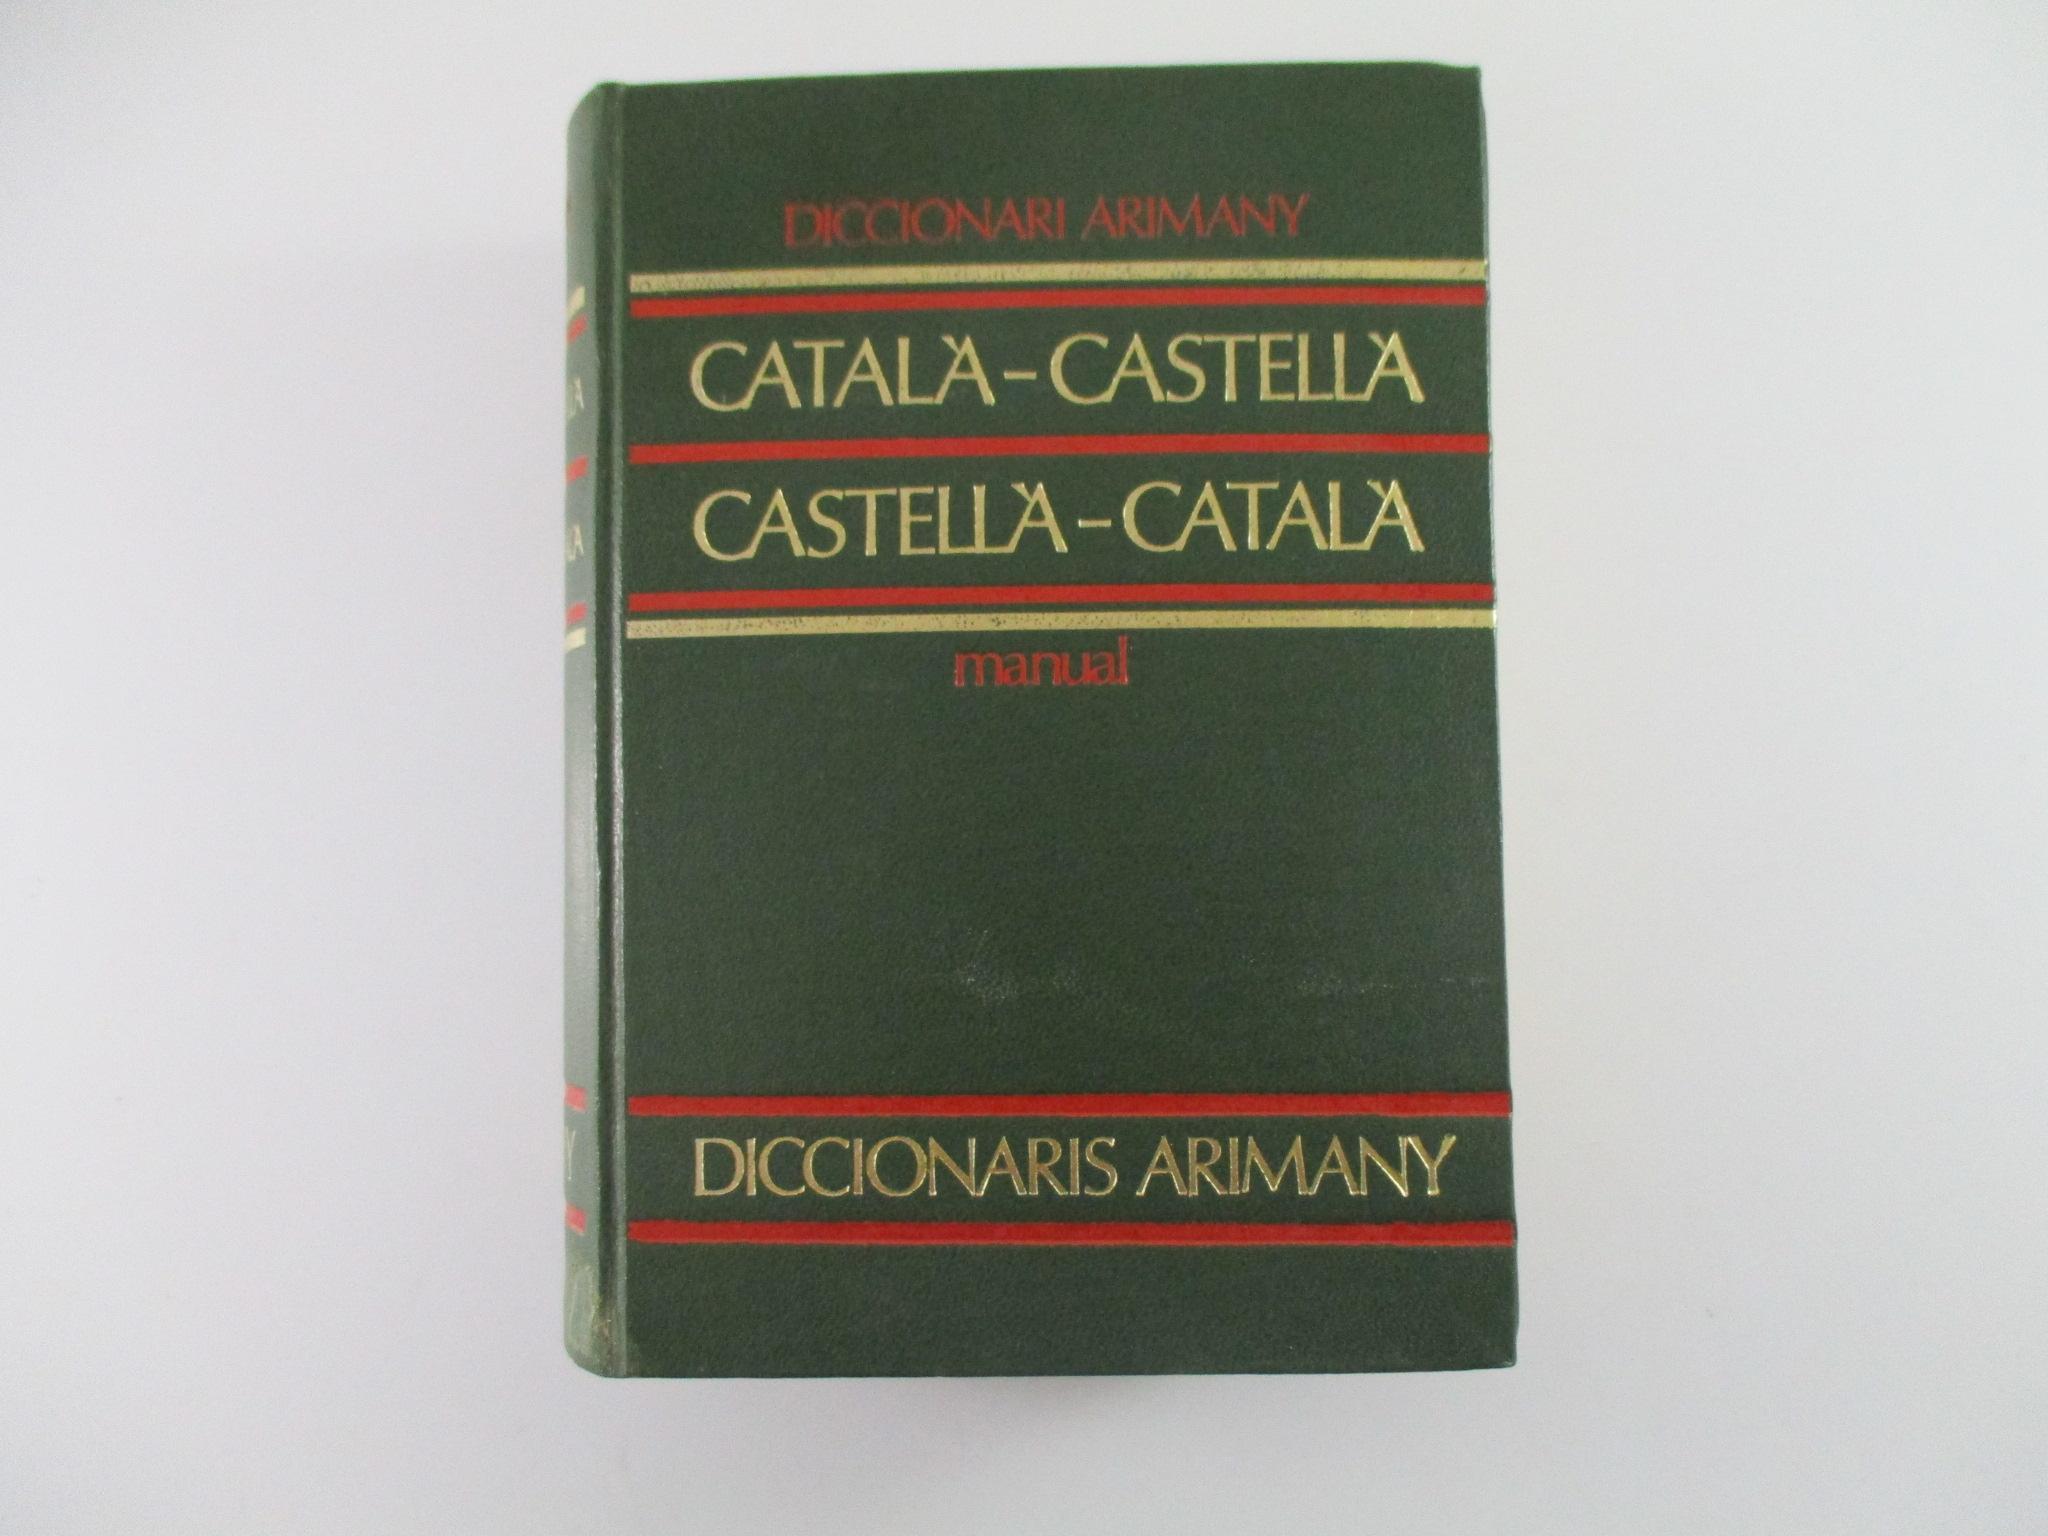 DICCIONARI ARIMANY
CATALÀ-CASTELLÀ
CASTELLÀ-CATALÀ
manual
DICCIONARIS ARIMANY